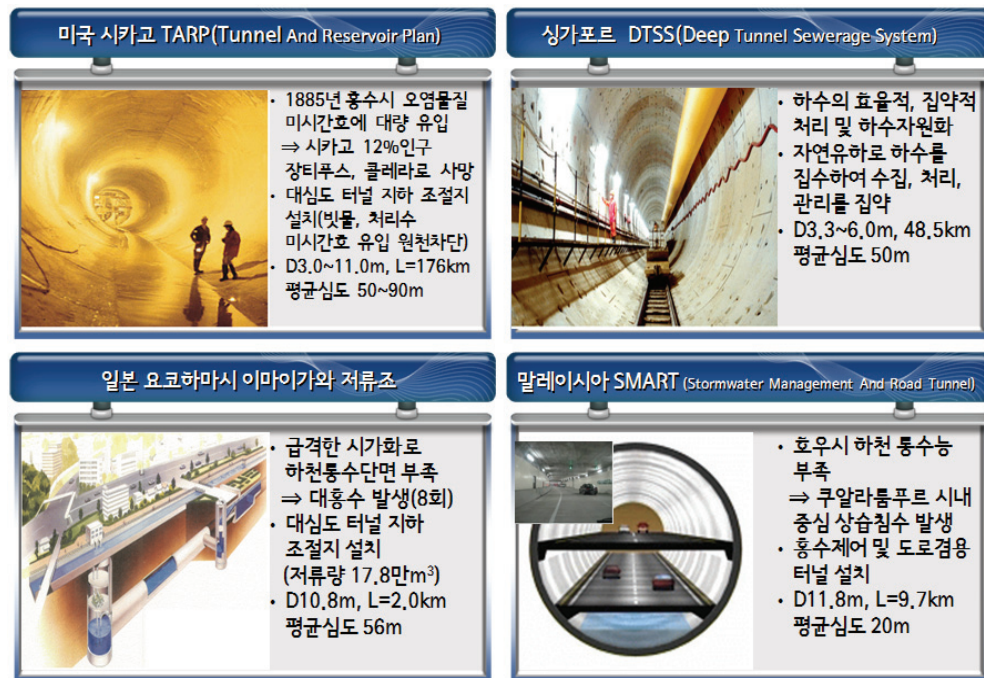 미국 시카고 TARP(Tunnel And Reservoir Plan)
• 1885년 홍수시 오염물질
미시간호에 대량 유입
⇒ 시카고 12%인구
장티푸스, 콜레라로 사망
• 대심도 터널 지하 조절지
설치(빗물, 처리수
미시간호 유입 원천차단)
• D3.0~11.0m, L=176km
평균심도 50~90m
싱가포르 DTSS(Deep Tunnel Sewerage System)
• 하수의 효율적, 집약적
처리 및 하수자원화
• 자연유하로 하수를
집수하여 수집, 처리,
관리를 집약
• D3.3~6.0m, 48.5km
평균심도 50m
일본 요코하마시 이마이가와 저류조
• 급격한 시가화로
하천통수단면 부족
⇒ 대홍수 발생(8회)
• 대심도 터널 지하
조절지 설치
(저류량 17.8만m³)
• D10.8m, L=2.0km
평균심도 56m
말레이시아 SMART (Stormwater Management And Road Tunnel)
• 호우시 하천 통수능
부족
⇒ 쿠알라룸푸르 시내
중심 상습침수 발생
• 홍수제어 및 도로겸용
터널 설치
• D11.8m, L=9.7km
평균심도 20m